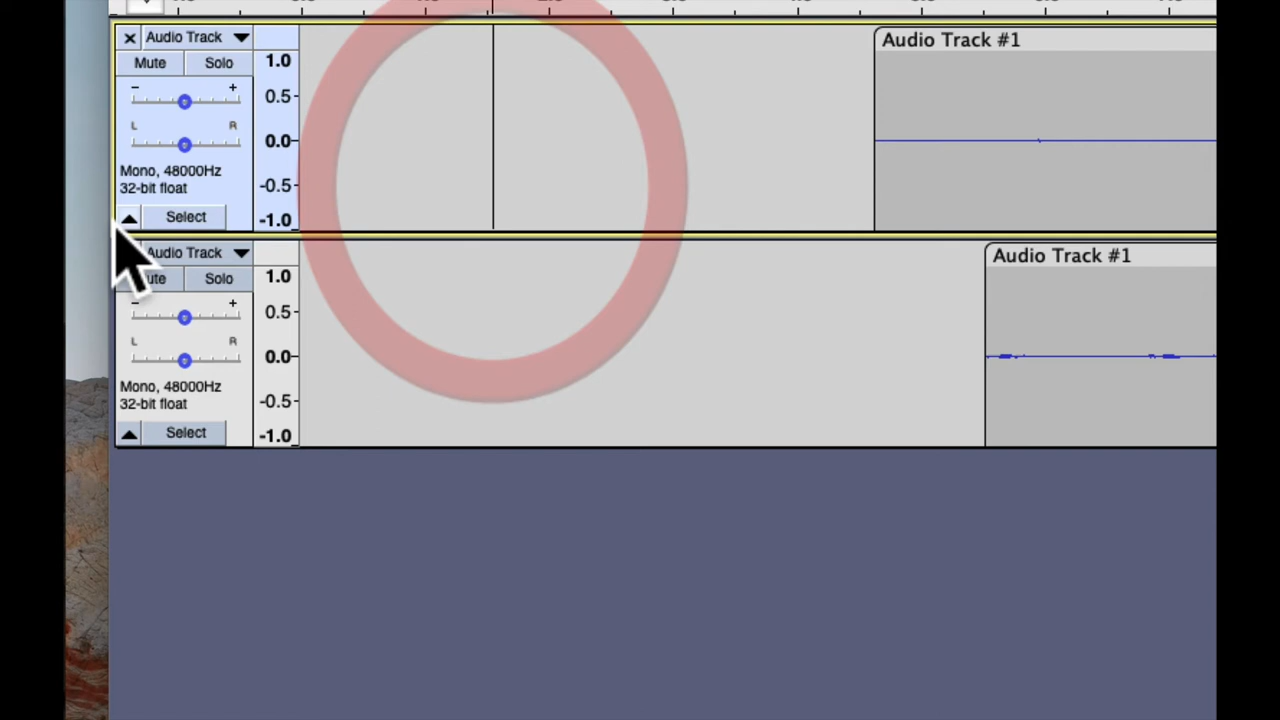 Audio Track
Audio Track #1
Mute Solo
1.0
0.5
0.0
-0.5
-1.0
- +
L R
Mono, 48000Hz
32-bit float
Select
Audio Track
Audio Track #1
Solo
1.0
0.5
0.0
-0.5
-1.0
- +
L R
Mono, 48000Hz
32-bit float
Select